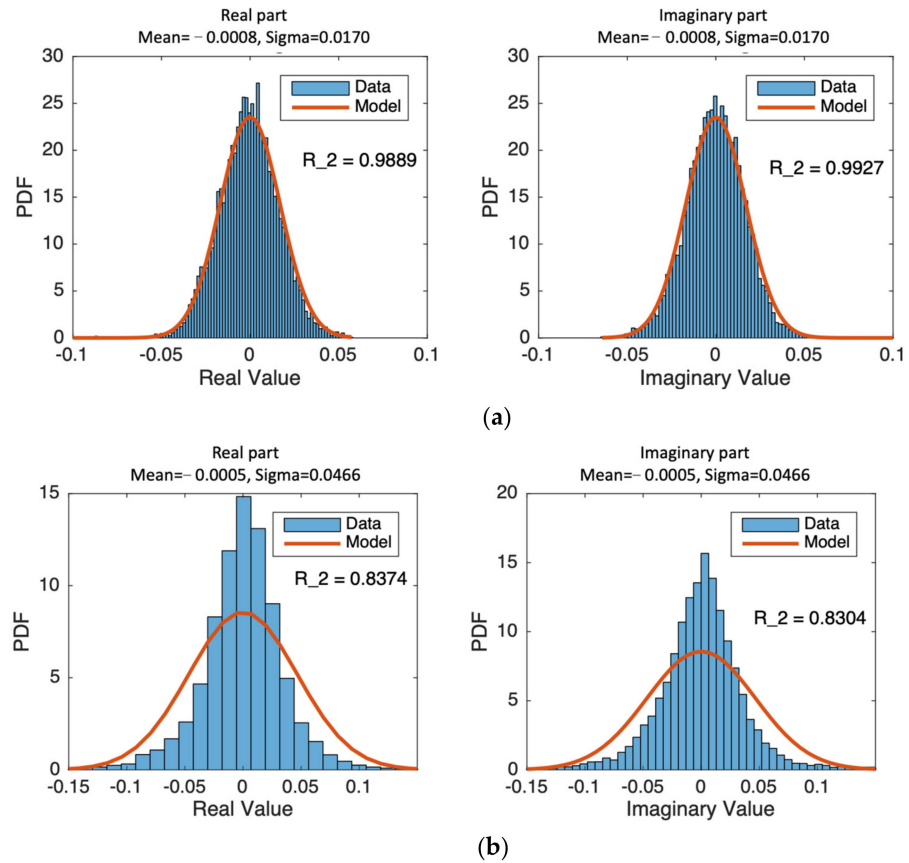 Real part
Mean= − 0.0008, Sigma=0.0170
30
25
20
15
10
5
0
PDF
Data
Model
R_2 = 0.9889
-0.1
-0.05
0
0.05
0.1
Real Value
Imaginary part
Mean= − 0.0008, Sigma=0.0170
30
25
20
15
10
5
0
PDF
Data
Model
R_2 = 0.9927
-0.1
-0.05
0
0.05
0.1
Imaginary Value
(a)
Real part
Mean= − 0.0005, Sigma=0.0466
15
10
5
0
PDF
Data
Model
R_2 = 0.8374
-0.15
-0.1
-0.05
0
0.05
0.1
Real Value
Imaginary part
Mean= − 0.0005, Sigma=0.0466
20
15
10
5
0
PDF
Data
Model
R_2 = 0.8304
-0.15
-0.1
-0.05
0
0.05
0.1
Imaginary Value
(b)